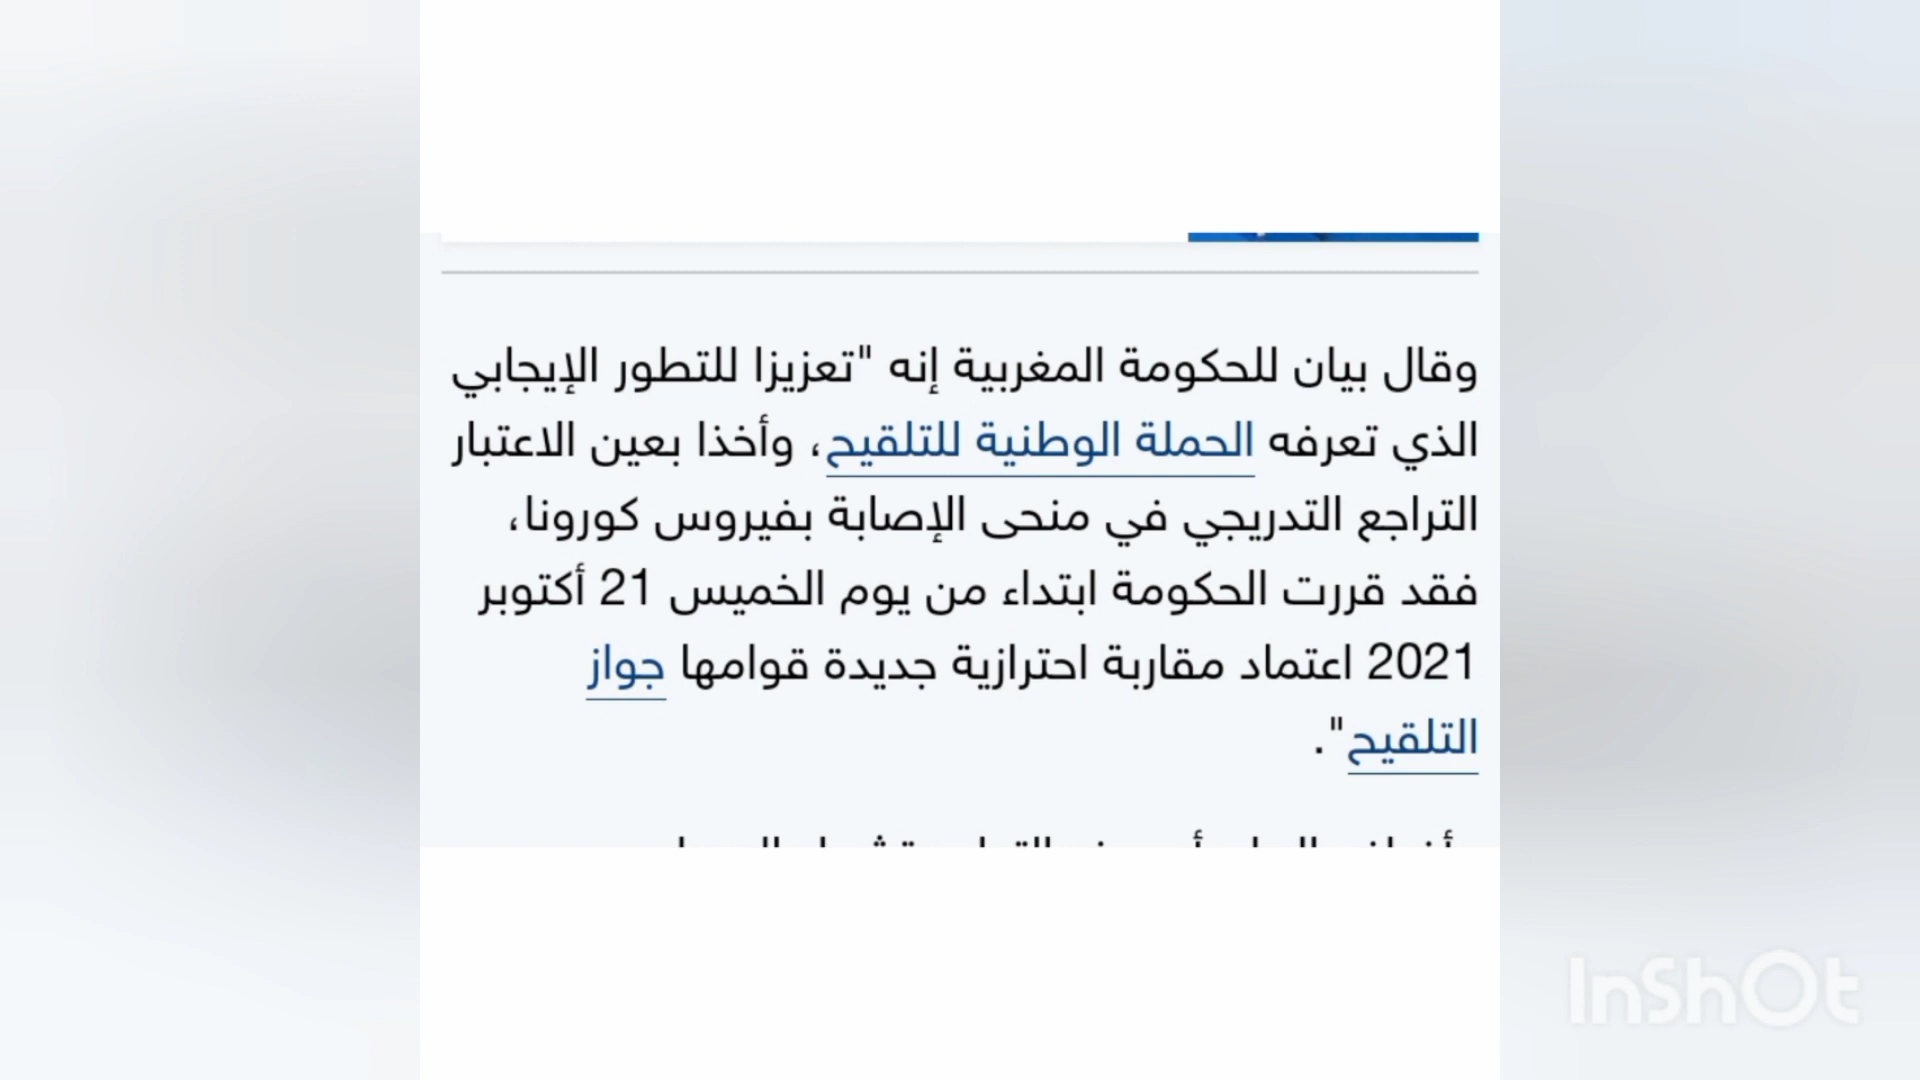 وقال بيان للحكومة المغربية إنه "تعزيزا للتطور الإيجابي
الذي تعرفه الحملة الوطنية للتلقيح، وأخذا بعين الاعتبار
التراجع التدريجي في منحى الإصابة بفيروس كورونا،
فقد قررت الحكومة ابتداء من يوم الخميس 21 أكتوبر
2021 اعتماد مقاربة احترازية جديدة قوامها جواز
التلقيح".
InShOt